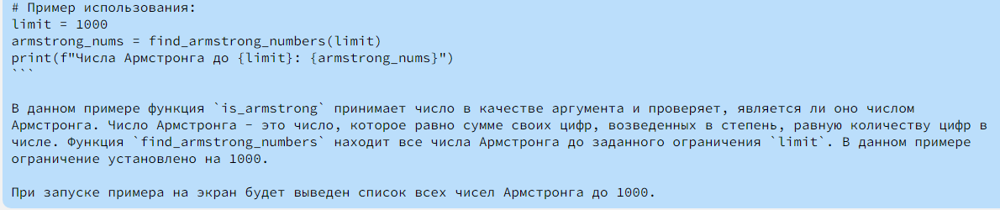 # Пример использования:
limit = 1000
armstrong_nums = find_armstrong_numbers(limit)
print(f"Числа Армстронга до {limit}: {armstrong_nums}")
```
В данном примере функция `is_armstrong` принимает число в качестве аргумента и проверяет, является ли оно числом
Армстронга. Число Армстронга - это число, которое равно сумме своих цифр, возведенных в степень, равную количеству цифр в
числе. Функция `find_armstrong_numbers` находит все числа Армстронга до заданного ограничения `limit`. В данном примере
ограничение установлено на 1000.
При запуске примера на экран будет выведен список всех чисел Армстронга до 1000.